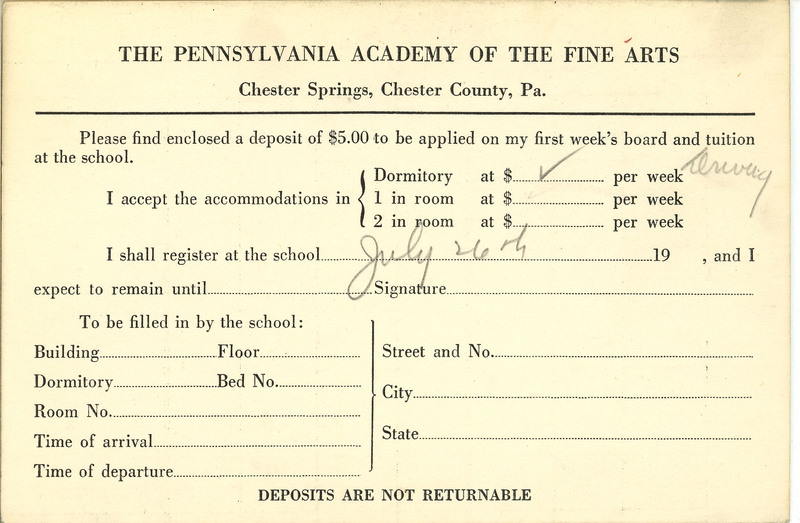 THE PENNSYLVANIA ACADEMY OF THE FINE ARTS
Chester Springs, Chester County, Pa.
Please find enclosed a deposit of $5.00 to be applied on my first week's board and tuition
at the school.
Dormitory at $ ✓ per week
I accept the accommodations in { 1 in room at $ per week
2 in room at $ per week
I shall register at the school July 26th 19 , and I
expect to remain until Signature
To be filled in by the school:
Building Floor
Dormitory Bed No.
Room No.
Time of arrival
Time of departure
Street and No.
City
State
DEPOSITS ARE NOT RETURNABLE